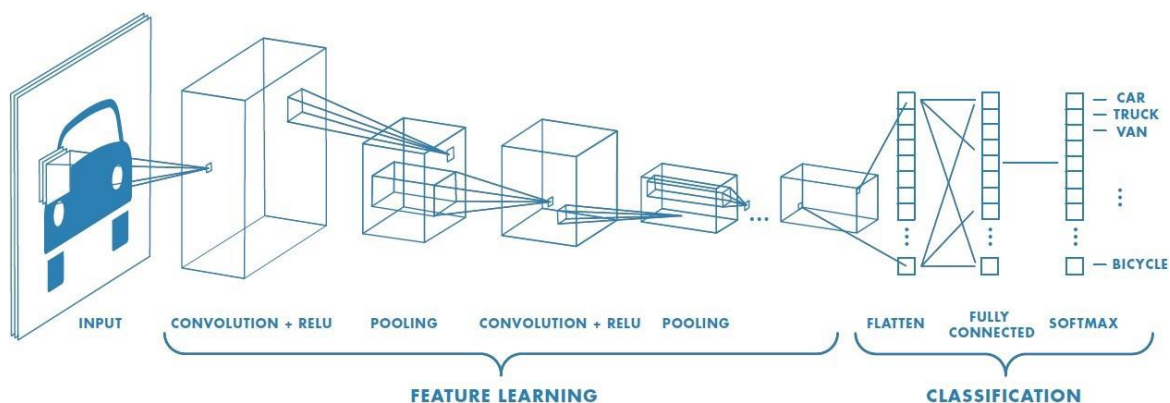 CAR
TRUCK
VAN
BICYCLE
INPUT
CONVOLUTION + RELU
POOLING
CONVOLUTION + RELU
POOLING
FLATTEN
FULLY
CONNECTED
SOFTMAX
FEATURE LEARNING
CLASSIFICATION